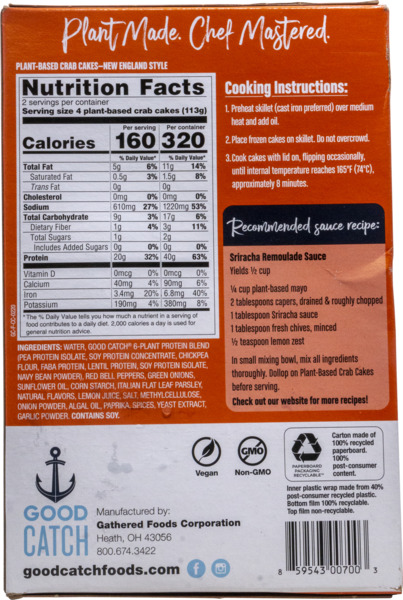 Plant Made. Chef Mastered.
PLANT-BASED CRAB CAKES–NEW ENGLAND STYLE
Nutrition Facts
2 servings per container
Serving size 4 plant-based crab cakes (113g)
Per serving Per container
Calories 160 320
% Daily Value* % Daily Value*
Total Fat 5g 6% 11g 14%
Saturated Fat 0.5g 3% 1.5g 8%
Trans Fat 0g 0g
Cholesterol 0mg 0% 0mg 0%
Sodium 610mg 27% 1220mg 53%
Total Carbohydrate 9g 3% 17g 6%
Dietary Fiber 1g 4% 3g 11%
Total Sugars 1g 2g
Includes Added Sugars 0g 0% 0g 0%
Protein 20g 32% 40g 63%
Vitamin D 0mcg 0% 0mcg 0%
Calcium 40mg 4% 90mg 6%
Iron 3.4mg 20% 6.8mg 40%
Potassium 190mg 4% 380mg 8%
*The % Daily Value tells you how much a nutrient in a serving of
food contributes to a daily diet. 2,000 calories a day is used for
general nutrition advice.
INGREDIENTS: WATER, GOOD CATCH® 6-PLANT PROTEIN BLEND
(PEA PROTEIN ISOLATE, SOY PROTEIN CONCENTRATE, CHICKPEA
FLOUR, FABA PROTEIN, LENTIL PROTEIN, SOY PROTEIN ISOLATE,
NAVY BEAN POWDER), RED BELL PEPPERS, GREEN ONIONS,
SUNFLOWER OIL, CORN STARCH, ITALIAN FLAT LEAF PARSLEY,
NATURAL FLAVORS, LEMON JUICE, SALT, METHYLCELLULOSE,
ONION POWDER, ALGAL OIL, PAPRIKA, SPICES, YEAST EXTRACT,
GARLIC POWDER. CONTAINS SOY.
Cooking Instructions:
1. Preheat skillet (cast iron preferred) over medium
heat and add oil.
2. Place frozen cakes on skillet. Do not overcrowd.
3. Cook cakes with lid on, flipping occasionally,
until internal temperature reaches 165°F (74°C),
approximately 8 minutes.
Recommended sauce recipe:
Sriracha Remoulade Sauce
Yields ½ cup
¼ cup plant-based mayo
2 tablespoons capers, drained & roughly chopped
1 tablespoon Sriracha sauce
1 tablespoon fresh chives, minced
½ teaspoon lemon zest
In small mixing bowl, mix all ingredients
thoroughly. Dollop on Plant-Based Crab Cakes
before serving.
Check out our website for more recipes!
Vegan
GMO
Non-GMO
PAPERBOARD
PACKAGING
RECYCLABLE™
Carton made of
100% recycled
paperboard.
100%
post-consumer
content.
Inner plastic wrap made from 40%
post-consumer recycled plastic.
Bottom film 100% recyclable.
Top film non-recyclable.
GOOD
CATCH
Manufactured by:
Gathered Foods Corporation
Heath, OH 43056
800.674.3422
goodcatchfoods.com
8 59543 00700 3